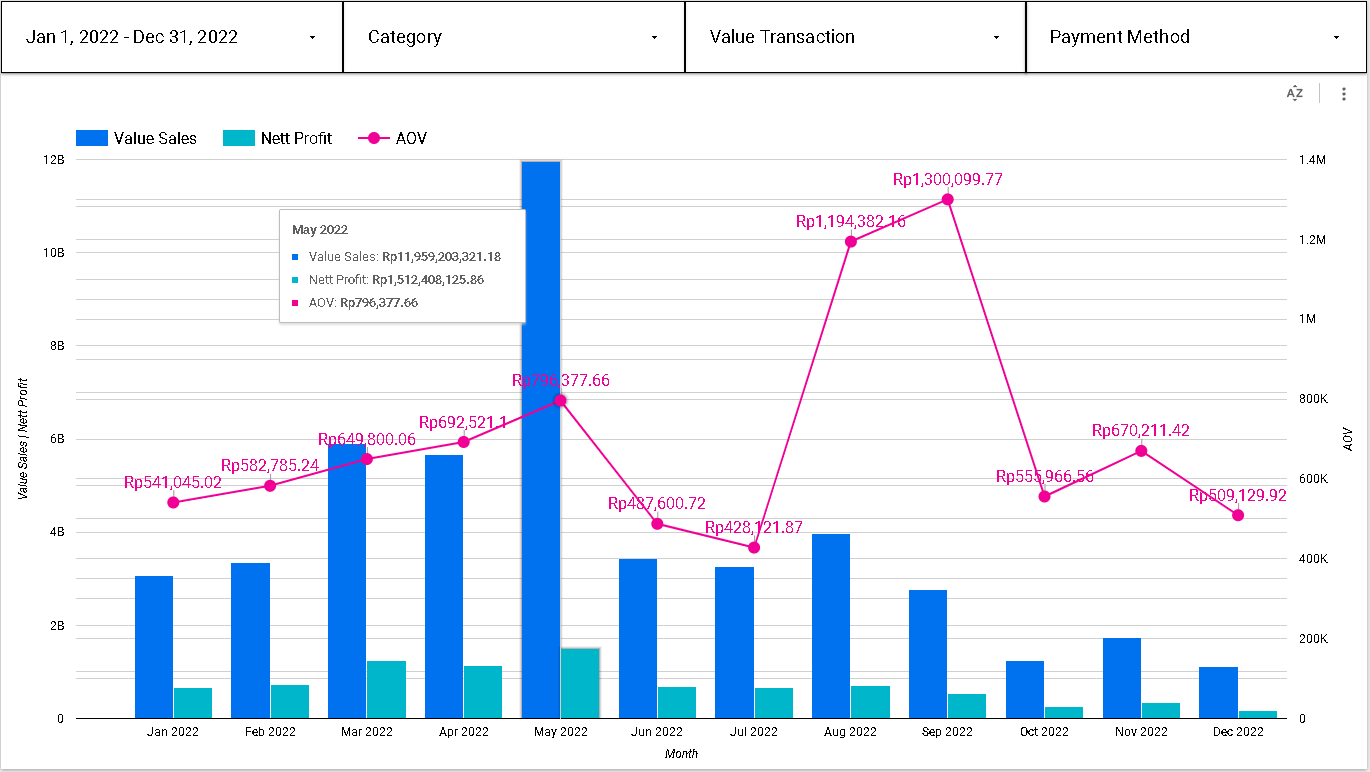 Jan 1, 2022 - Dec 31, 2022 Category Value Transaction Payment Method
AZ
Value Sales Nett Profit AOV
12B
10B
8B
6B
4B
2B
0
Value Sales | Nett Profit
May 2022
Value Sales: Rp11,959,203,321.18
Nett Profit: Rp1,512,408,125.86
AOV: Rp796,377.66
Rp541,045.02
Rp582,785.24
Rp649,800.06
Rp692,521.1
Rp796,377.66
Rp487,600.72
Rp428,121.87
Rp1,194,382.16
Rp1,300,099.77
Rp555,966.56
Rp670,211.42
Rp509,129.92
1.4M
1.2M
1M
800K
600K
400K
200K
0
AOV
Jan 2022 Feb 2022 Mar 2022 Apr 2022 May 2022 Jun 2022 Jul 2022 Aug 2022 Sep 2022 Oct 2022 Nov 2022 Dec 2022
Month